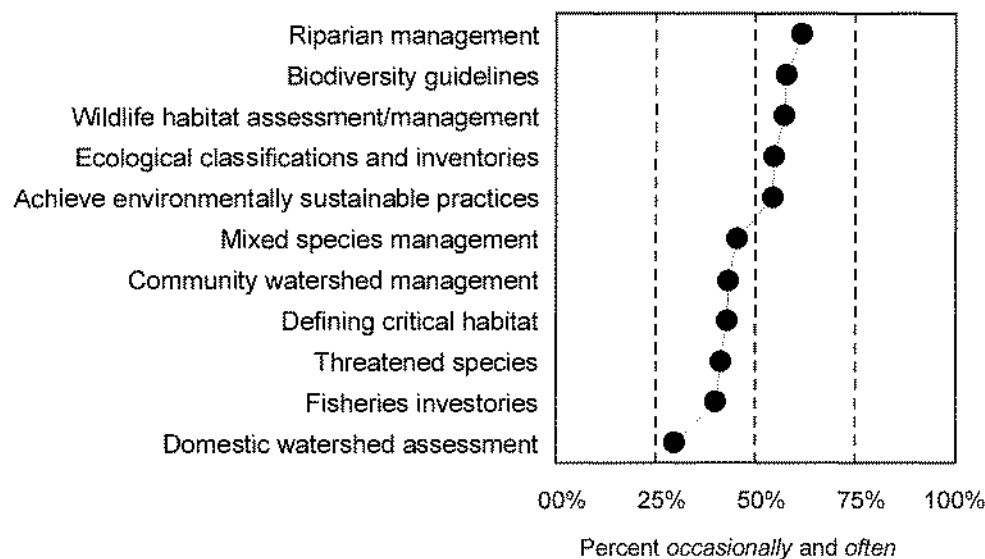 Riparian management
Biodiversity guidelines
Wildlife habitat assessment/management
Ecological classifications and inventories
Achieve environmentally sustainable practices
Mixed species management
Community watershed management
Defining critical habitat
Threatened species
Fisheries investories
Domestic watershed assessment
00% 25% 50% 75% 100%
Percent occasionally and often